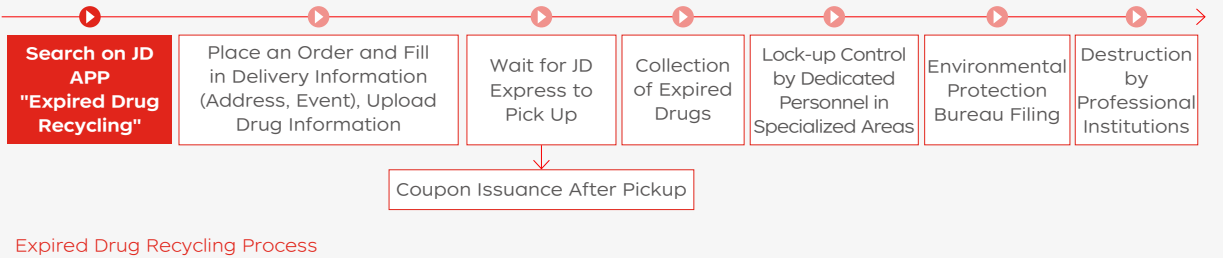 Search on JD
APP
"Expired Drug
Recycling"
Place an Order and Fill
in Delivery Information
(Address, Event), Upload
Drug Information
Wait for JD
Express to
Pick Up
Collection
of Expired
Drugs
Lock-up Control
by Dedicated
Personnel in
Specialized Areas
Environmental
Protection
Bureau Filing
Destruction
by
Professional
Institutions
Coupon Issuance After Pickup
Expired Drug Recycling Process